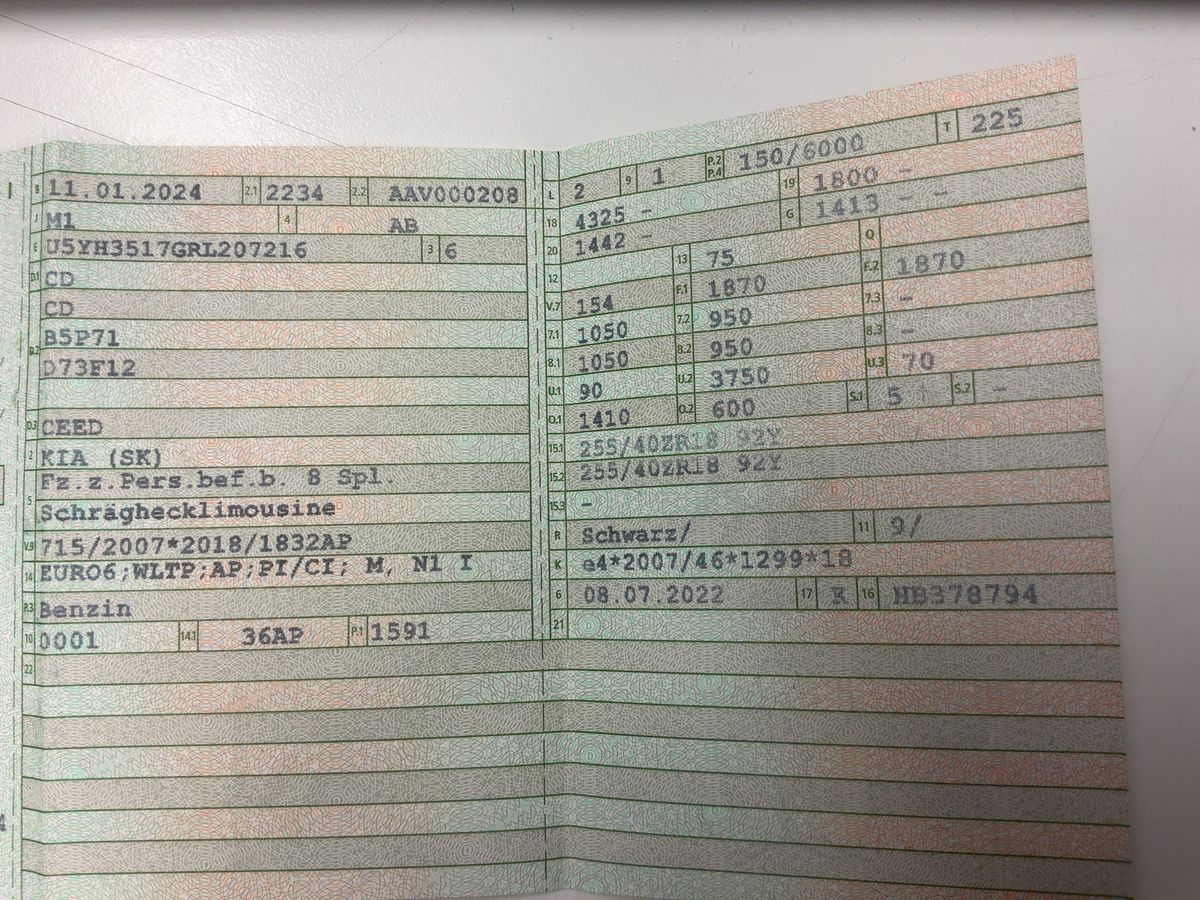 B 11.01.2024 2.1 2234 2.2 AAV000208
J M1 4 AB
E U5YH3517GRL207216 3 6
D.1 CD
CD
D.2 B5P71
D73F12
D.3 CEED
2 KIA (SK)
Fz.z.Pers.bef.b. 8 Spl.
5 Schräghecklimousine
V.9 715/2007*2018/1832AP
14 EURO6;WLTP;AP;PI/CI; M, N1 I
P.3 Benzin
10 0001 14.1 36AP P.1 1591
22
L 2 9 1 P.2 P.4 150/6000 T 225
18 4325 - 19 1800 -
20 1442 - G 1413 - -
12 13 75 Q
V.7 154 F.1 1870 F.2 1870
7.1 1050 7.2 950 7.3 -
8.1 1050 8.2 950 8.3 -
U.1 90 U.2 3750 U.3 70
O.1 1410 O.2 600 S.1 5 S.2 -
15.1 255/40ZR18 92Y
15.2 255/40ZR18 92Y
15.3 -
R Schwarz/ 11 9/
K e4*2007/46*1299*18
6 08.07.2022 17 K 16 HB378794
21